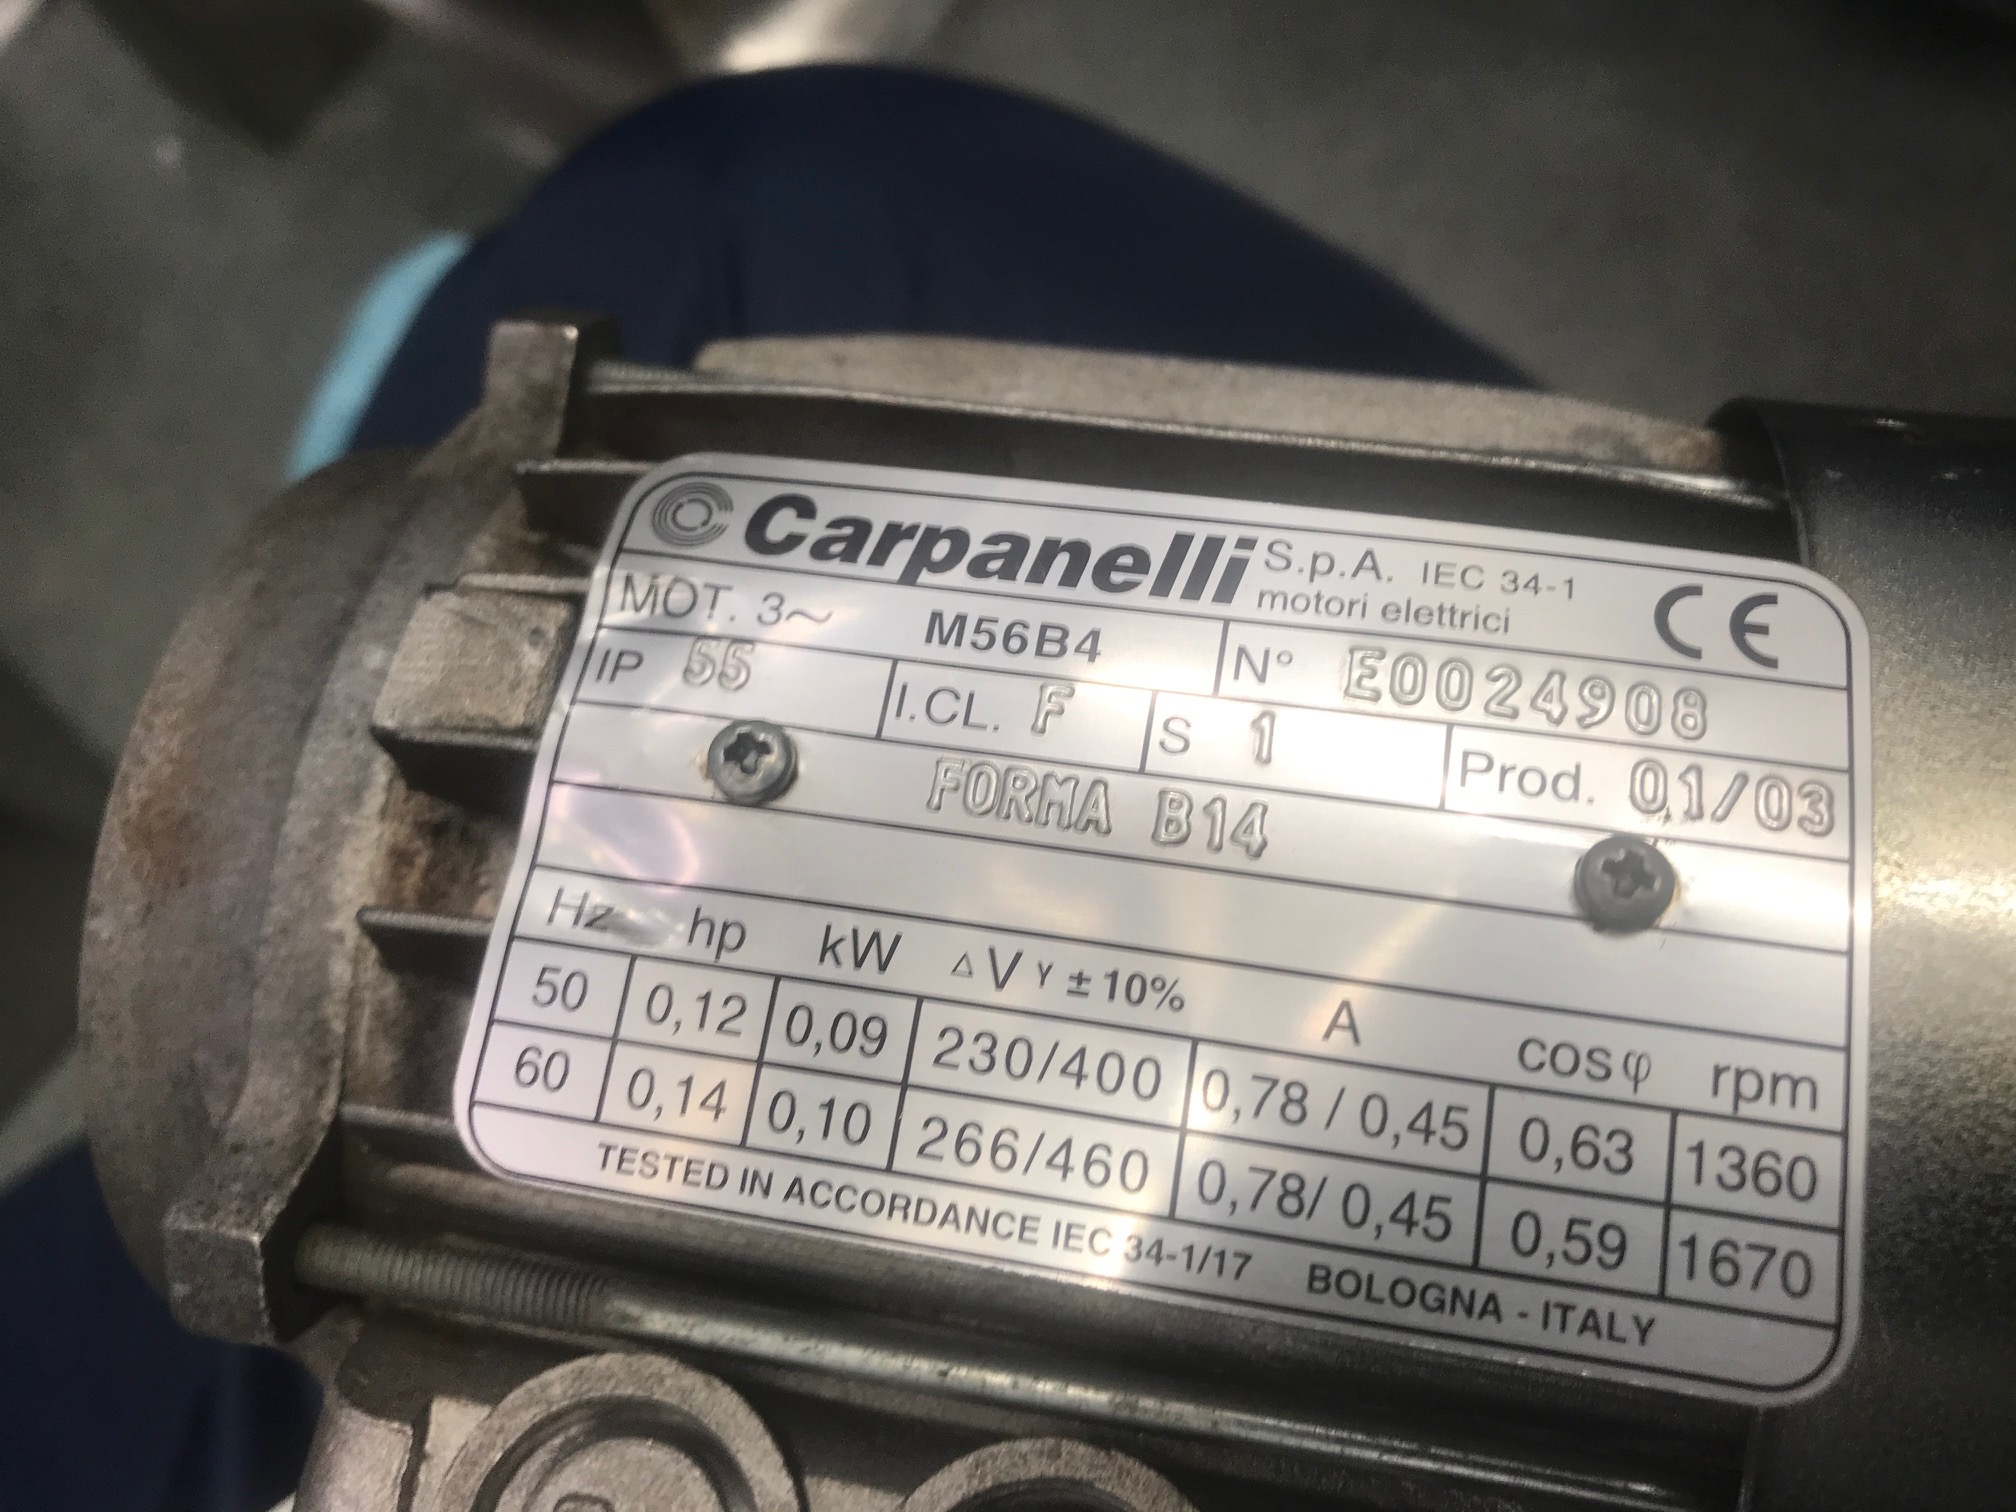 Carpanelli S.p.A. IEC 34-1
motori elettrici
CE
MOT. 3~ M56B4 N° E0024908
IP 55 I.CL. F S 1 Prod. 01/03
FORMA B14
Hz hp kW △ V Y ± 10% A cosφ rpm
50 0,12 0,09 230/400 0,78 / 0,45 0,63 1360
60 0,14 0,10 266/460 0,78/ 0,45 0,59 1670
TESTED IN ACCORDANCE IEC 34-1/17 BOLOGNA - ITALY